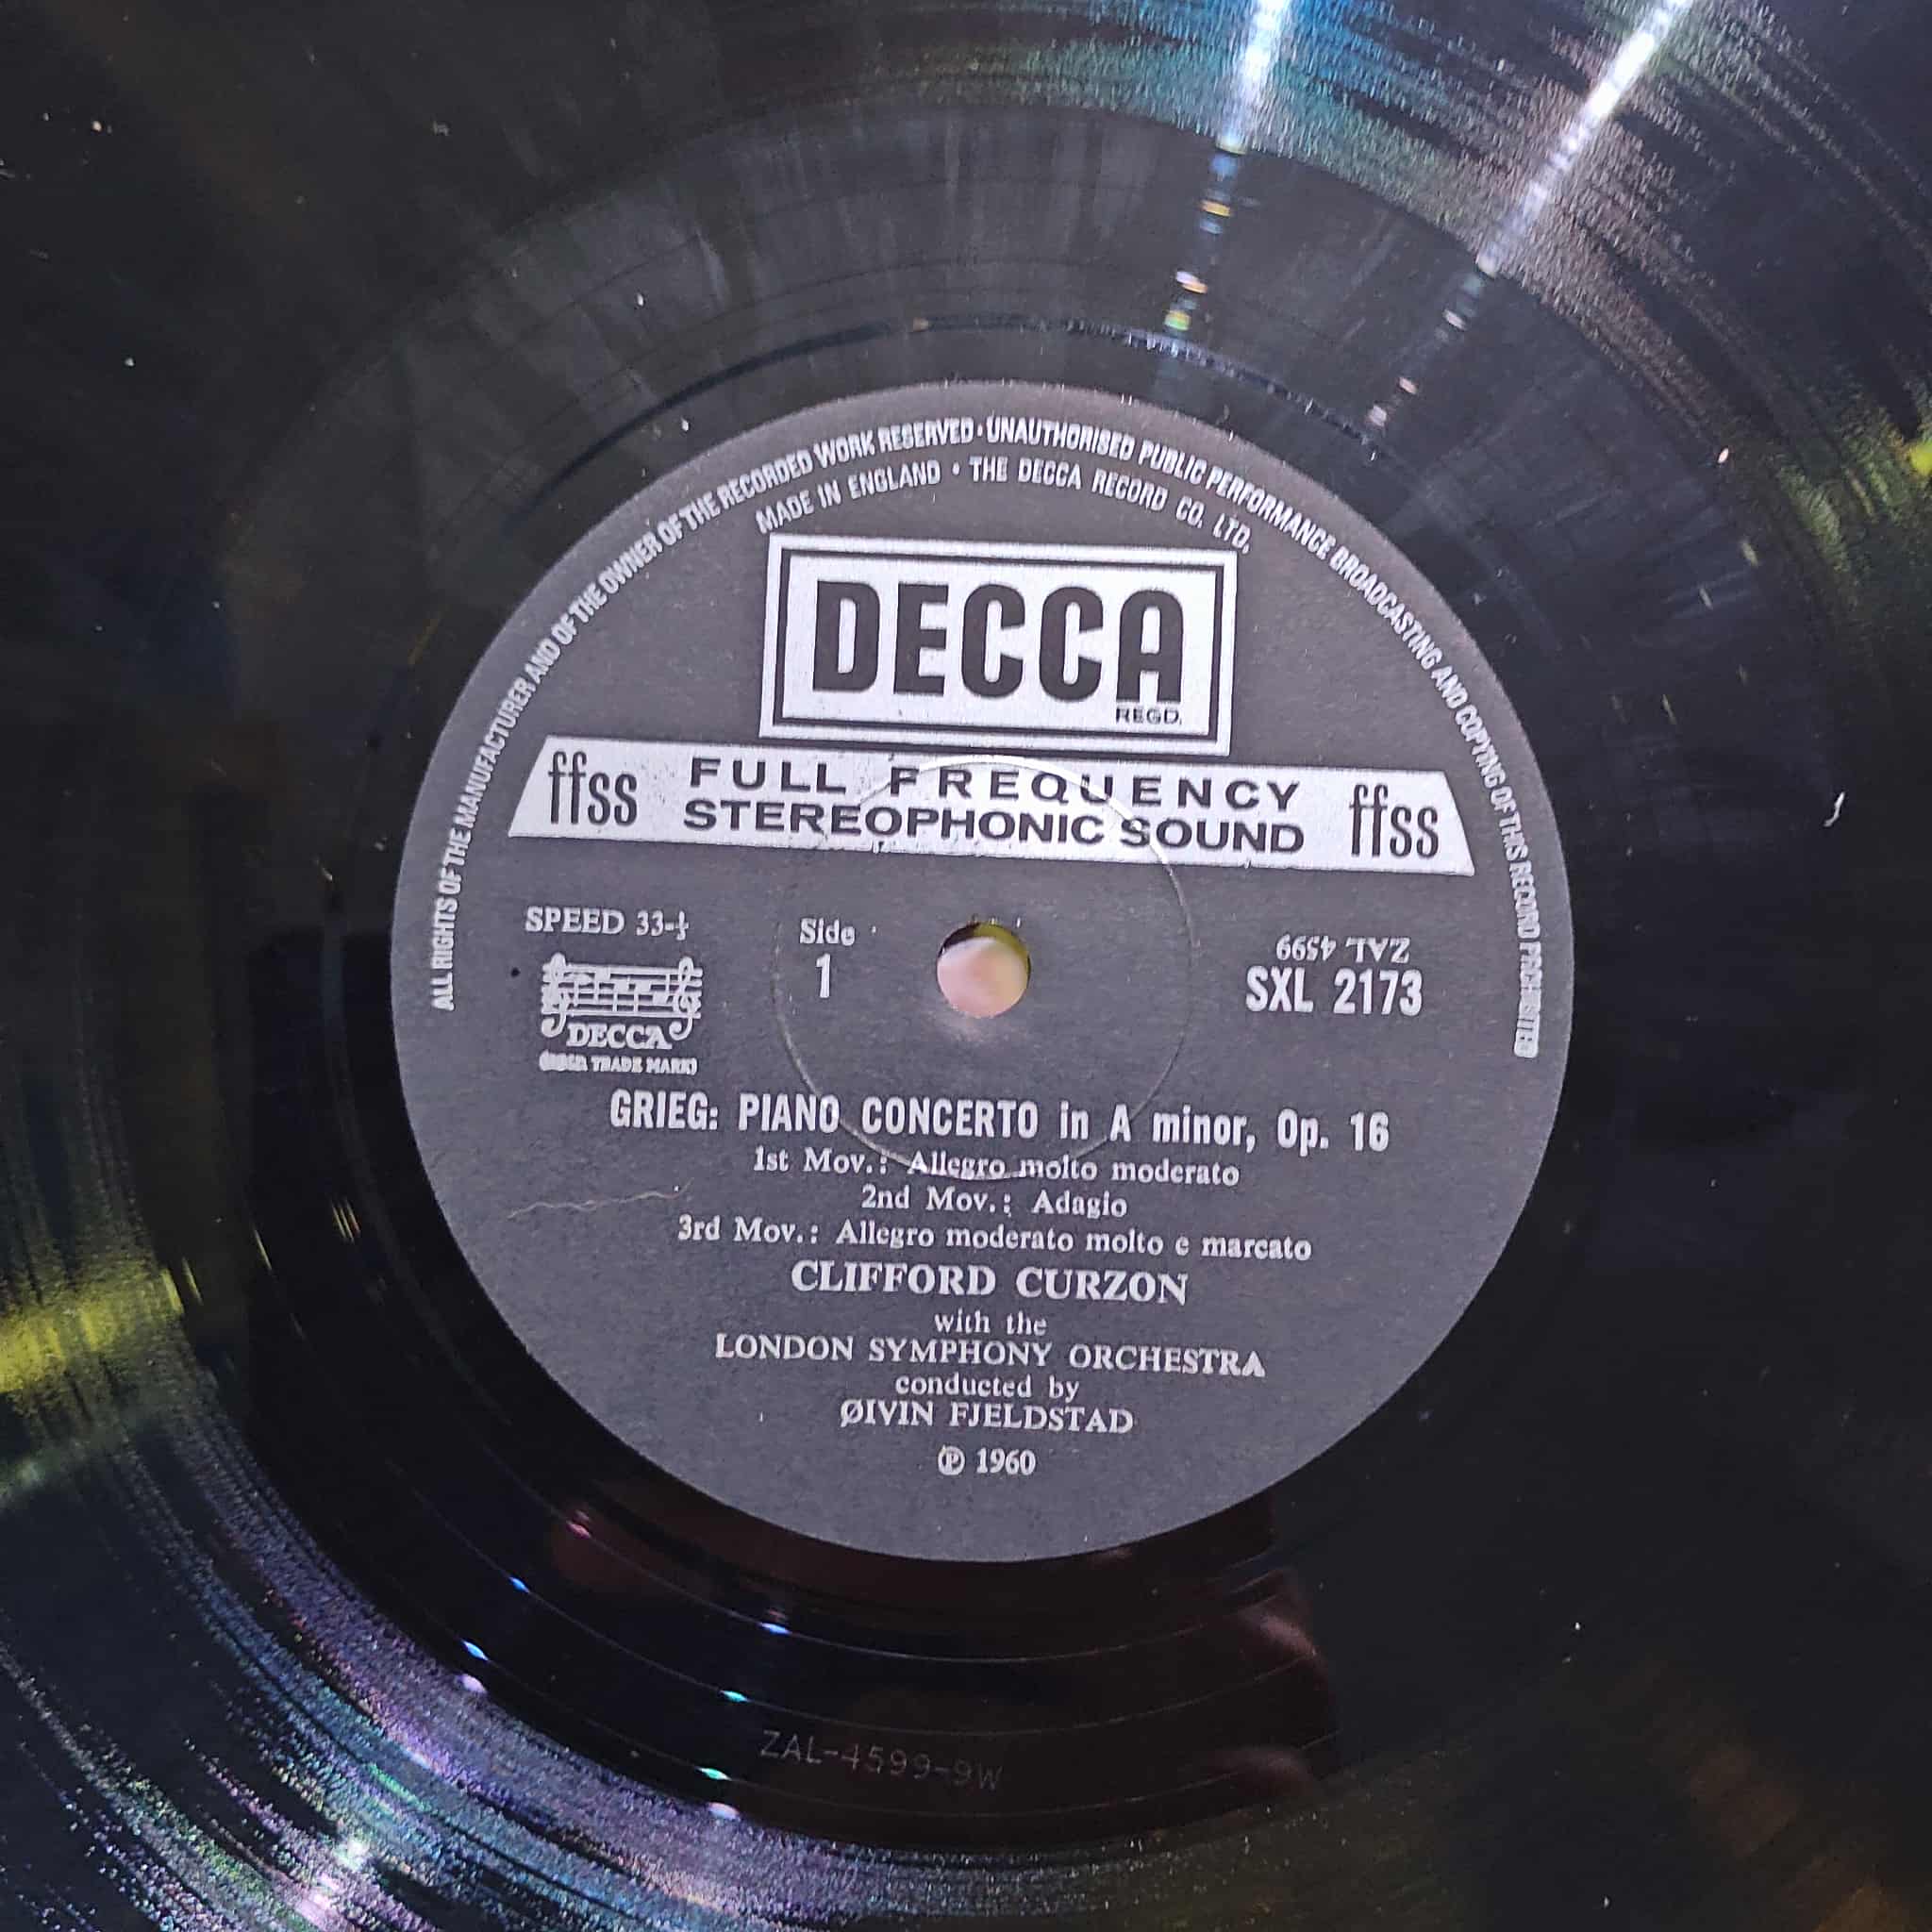 ALL RIGHTS OF THE MANUFACTURER AND OF THE OWNER OF THE RECORDED WORK RESERVED · UNAUTHORISED PUBLIC PERFORMANCE BROADCASTING AND COPYING OF THIS RECORD PROHIBITED
MADE IN ENGLAND · THE DECCA RECORD CO. LTD.
DECCA
REGD.
ffss FULL FREQUENCY STEREOPHONIC SOUND ffss
SPEED 33-⅓
Side
1
ZAL 4599
SXL 2173
DECCA
TRADE MARK)
GRIEG: PIANO CONCERTO in A minor, Op. 16
1st Mov.: Allegro molto moderato
2nd Mov.: Adagio
3rd Mov.: Allegro moderato molto e marcato
CLIFFORD CURZON
with the
LONDON SYMPHONY ORCHESTRA
conducted by
ØIVIN FJELDSTAD
℗ 1960
ZAL-4599-9W